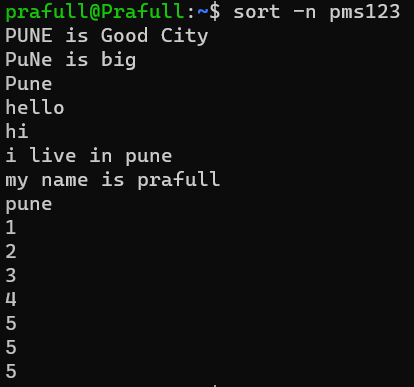 prafull@Prafull:~$ sort -n pms123
PUNE is Good City
PuNe is big
Pune
hello
hi
i live in pune
my name is prafull
pune
1
2
3
4
5
5
5